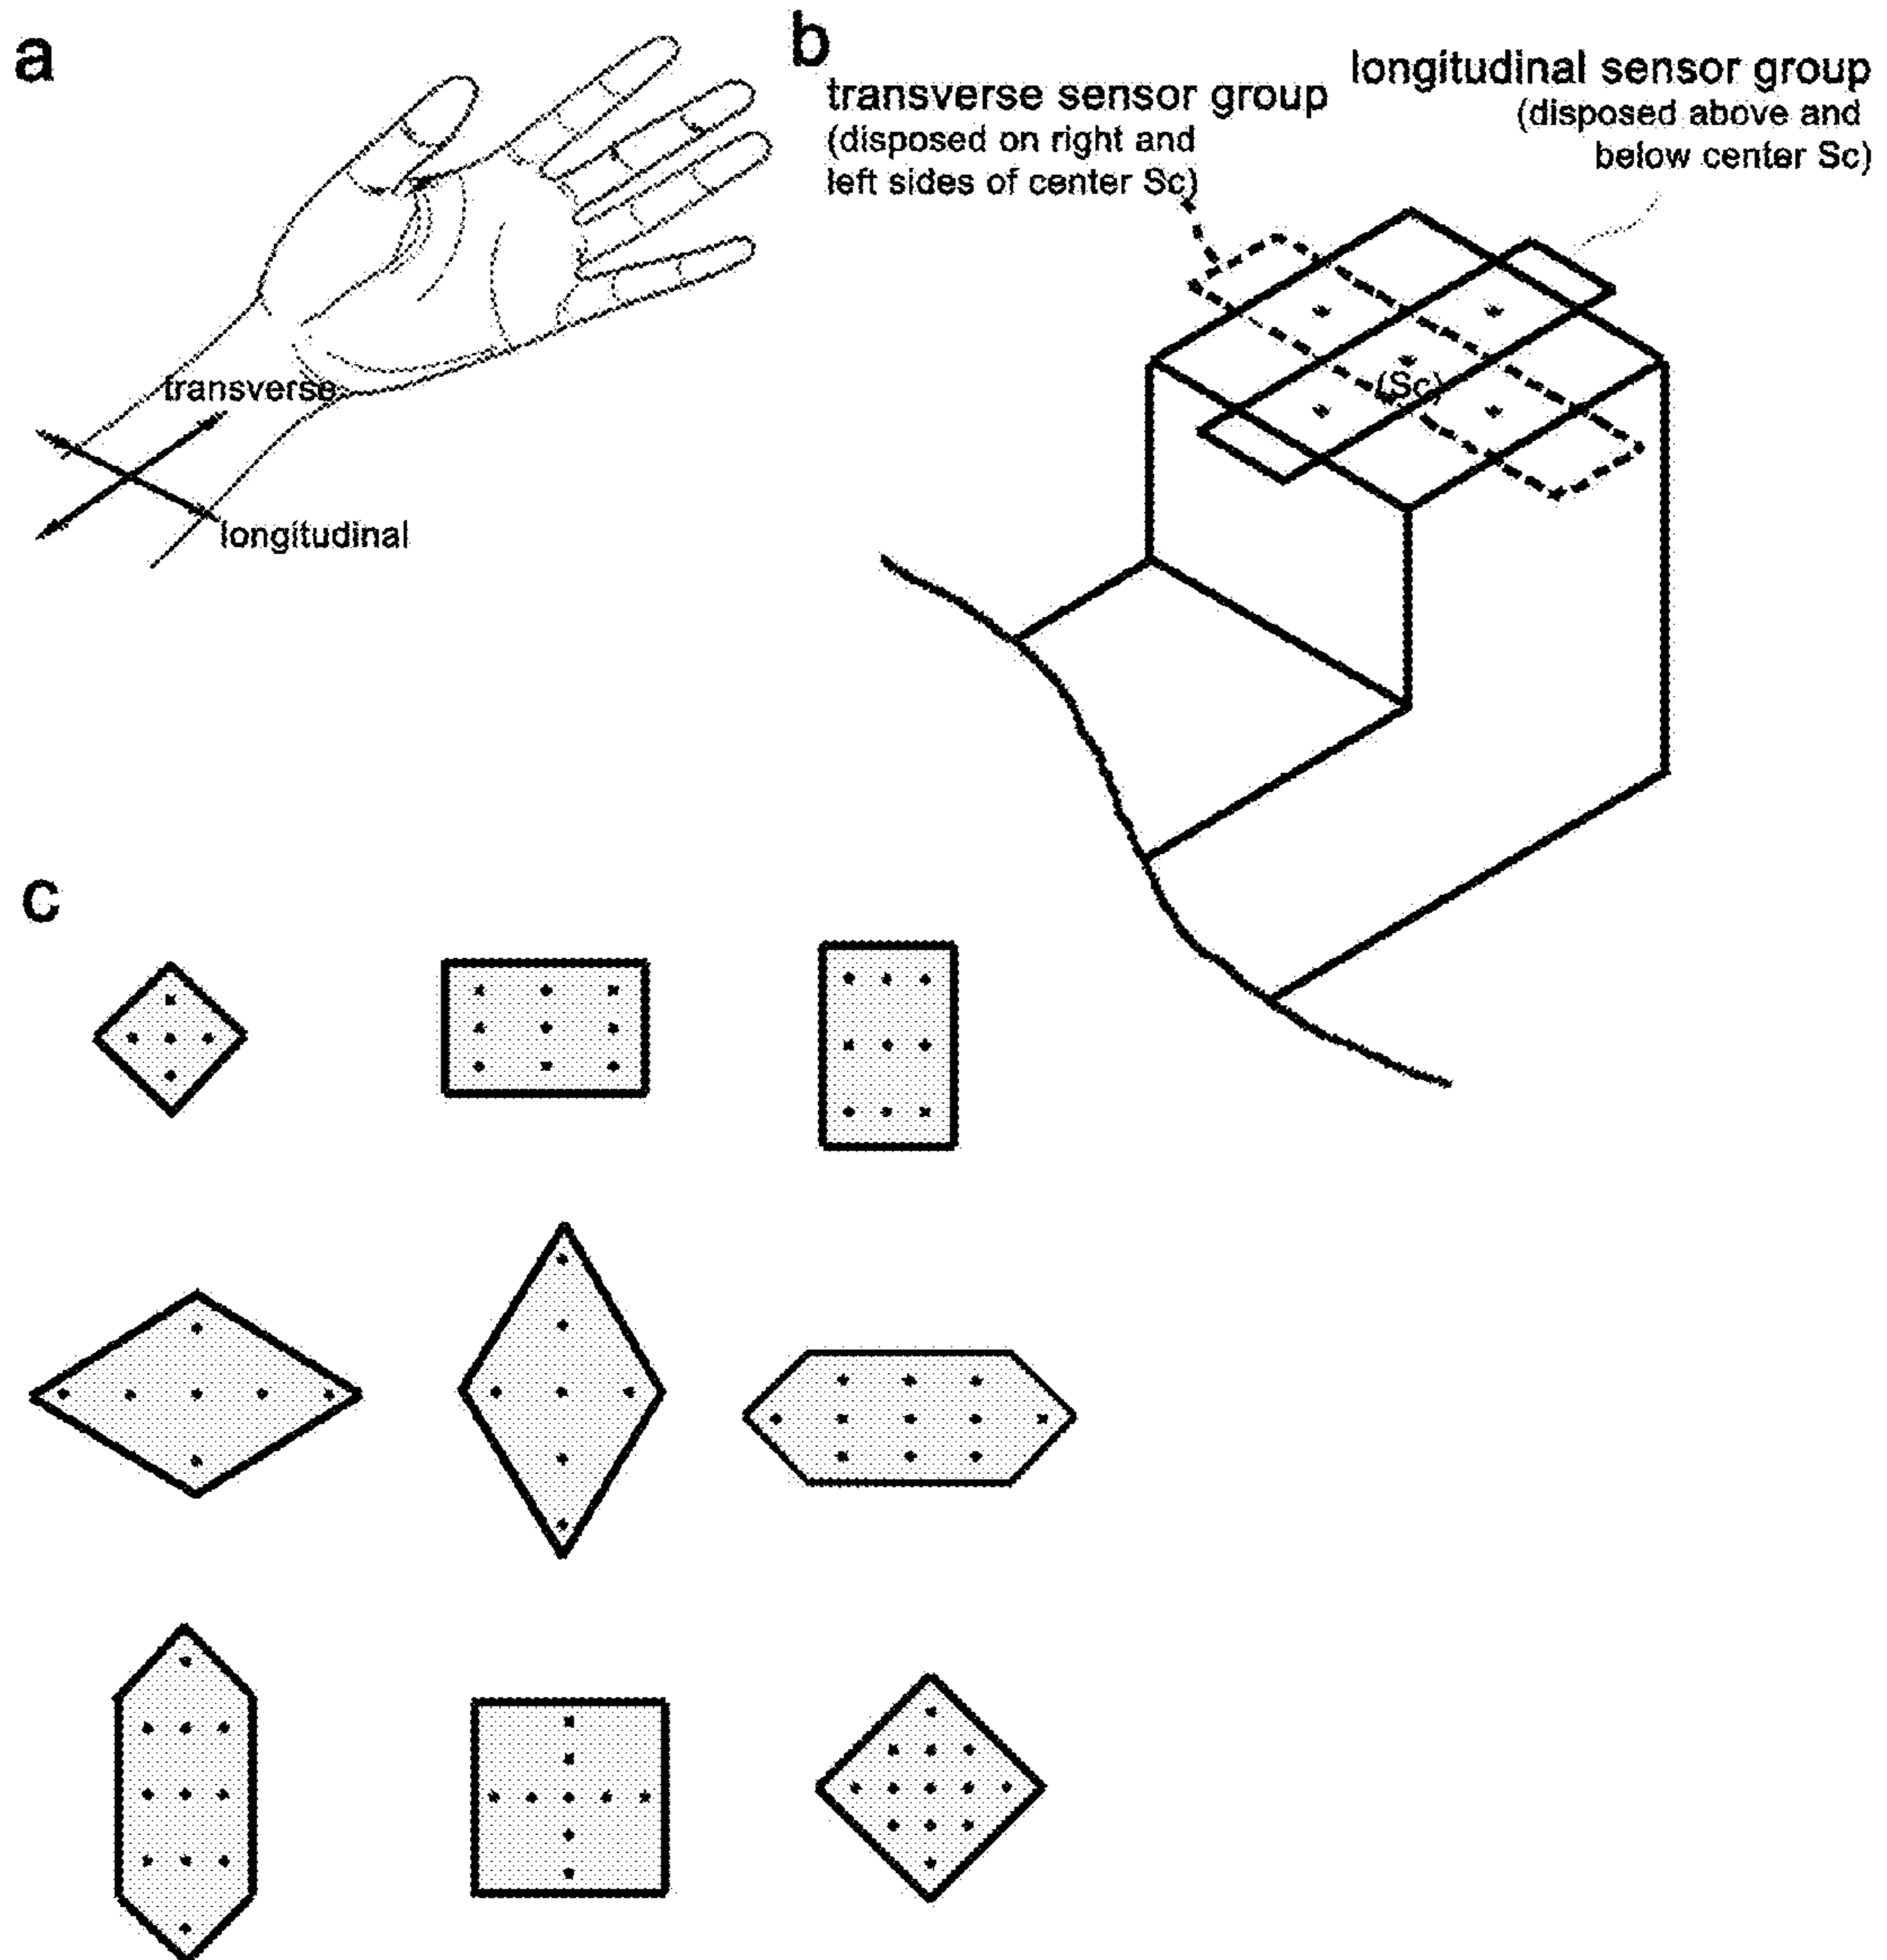 a
transverse
longitudinal
b
transverse sensor group
(disposed on right and
left sides of center Sc)
longitudinal sensor group
(disposed above and
below center Sc)
(Sc)
c